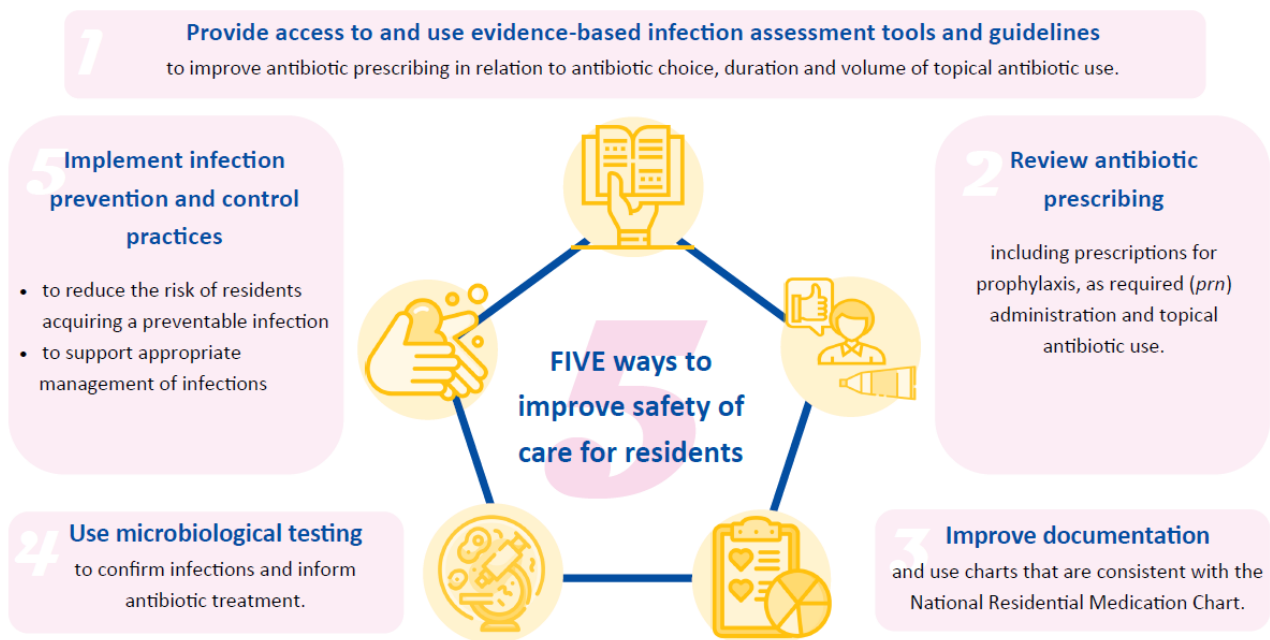 1
Provide access to and use evidence-based infection assessment tools and guidelines
to improve antibiotic prescribing in relation to antibiotic choice, duration and volume of topical antibiotic use.
2
Review antibiotic
prescribing
including prescriptions for
prophylaxis, as required (prn)
administration and topical
antibiotic use.
3
Improve documentation
and use charts that are consistent with the
National Residential Medication Chart.
4
Use microbiological testing
to confirm infections and inform
antibiotic treatment.
5
Implement infection
prevention and control
practices
• to reduce the risk of residents
acquiring a preventable infection
• to support appropriate
management of infections
5
FIVE ways to
improve safety of
care for residents